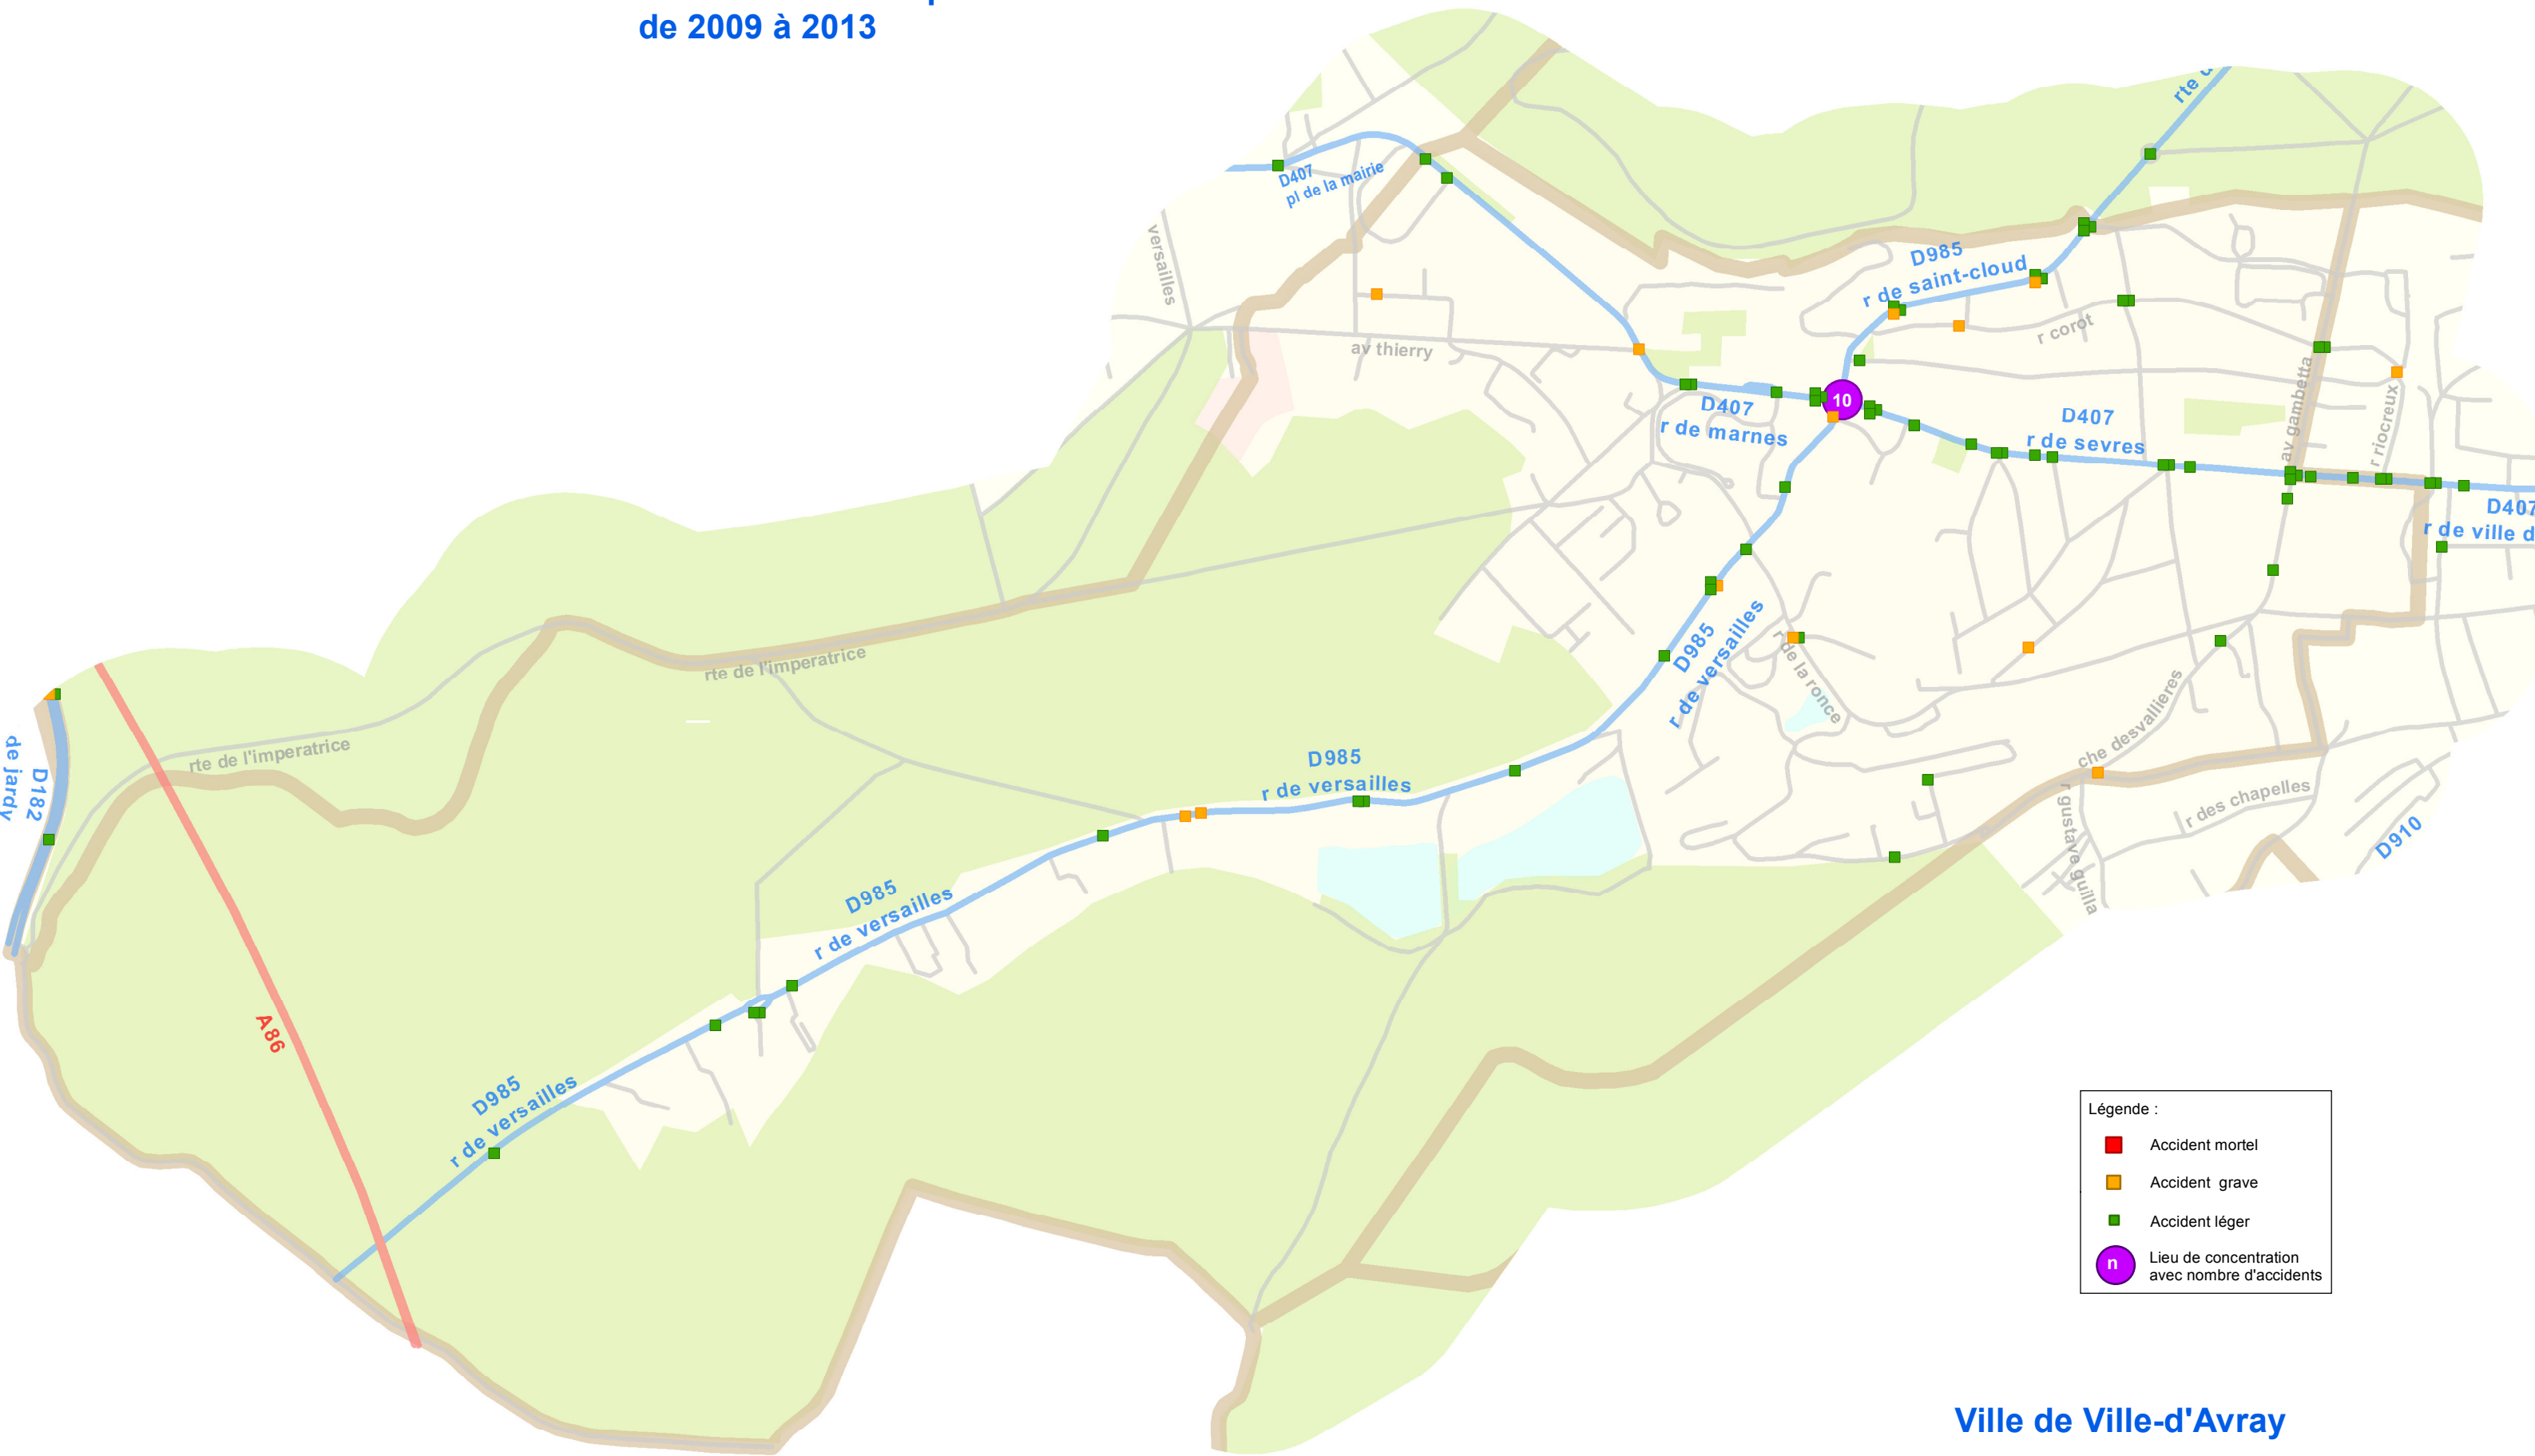 de 2009 à 2013
rte d
D407
pl de la mairie
versailles
D985
r de saint-cloud
r corot
av thierry
av gambetta
r riocreux
D407
r de marnes
D407
r de sevres
D407
r de ville d
D985
r de versailles
r de la ronce
rte de l'imperatrice
rte de l'imperatrice
D182
de jardy
che desvallieres
D985
r de versailles
r des chapelles
r gustave guilla
D910
D985
r de versailles
A86
D985
r de versailles
10
Légende :
Accident mortel
Accident grave
Accident léger
n
Lieu de concentration
avec nombre d'accidents
Ville de Ville-d'Avray